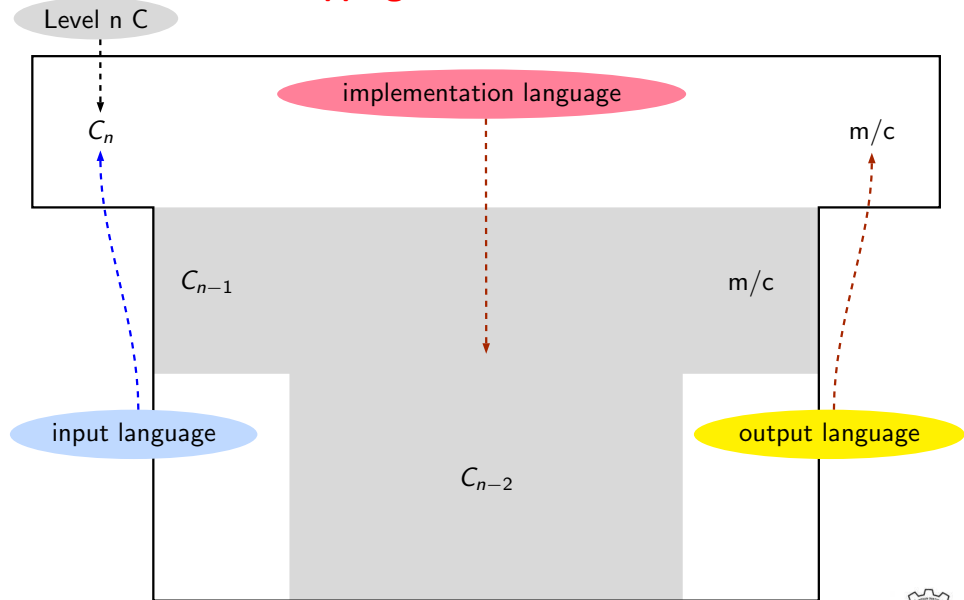 Level n C
implementation language
Cₙ
m/c
Cₙ₋₁
m/c
input language
output language
Cₙ₋₂